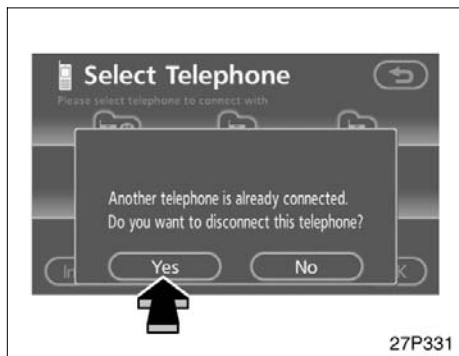 Select Telephone
Please select telephone to connect with
Another telephone is already connected.
Do you want to disconnect this telephone?
Yes
No
27P331